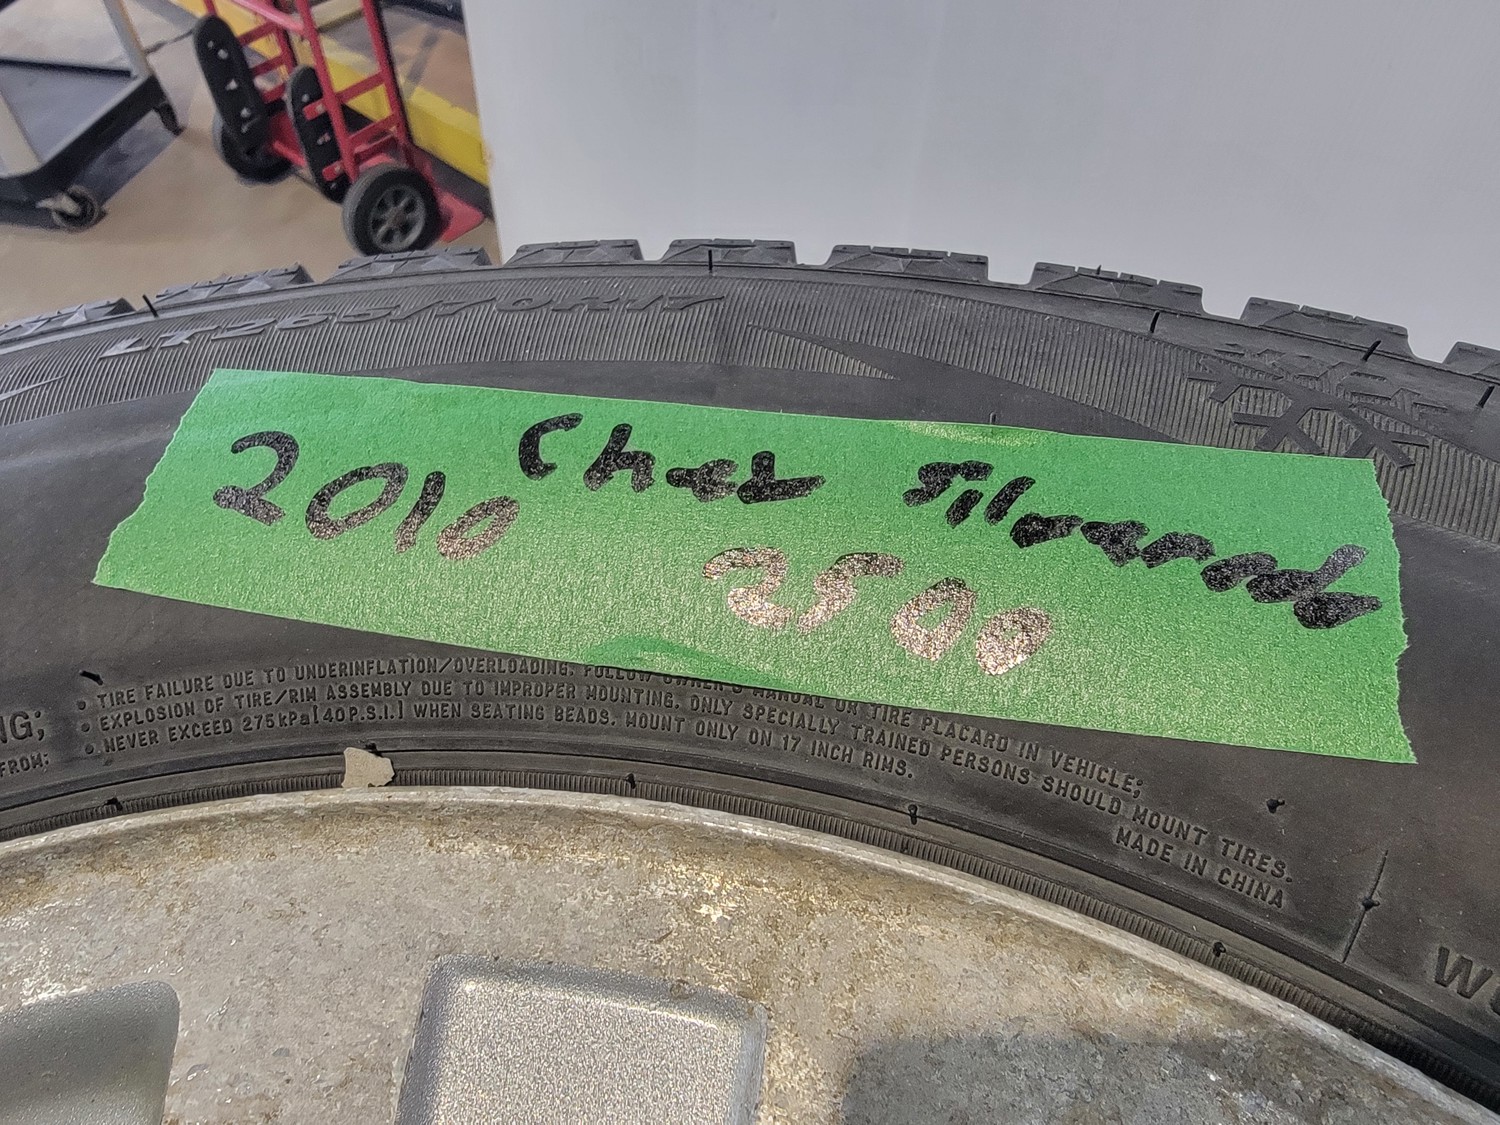 LT265/70R17
2010 Chev Silverado
2500
NG;
FROM:
• TIRE FAILURE DUE TO UNDERINFLATION/OVERLOADING. FOLLOW OWNER'S MANUAL OR TIRE PLACARD IN VEHICLE;
• EXPLOSION OF TIRE/RIM ASSEMBLY DUE TO IMPROPER MOUNTING. ONLY SPECIALLY TRAINED PERSONS SHOULD MOUNT TIRES.
• NEVER EXCEED 275KPa[40P.S.I.] WHEN SEATING BEADS. MOUNT ONLY ON 17 INCH RIMS.
MADE IN CHINA